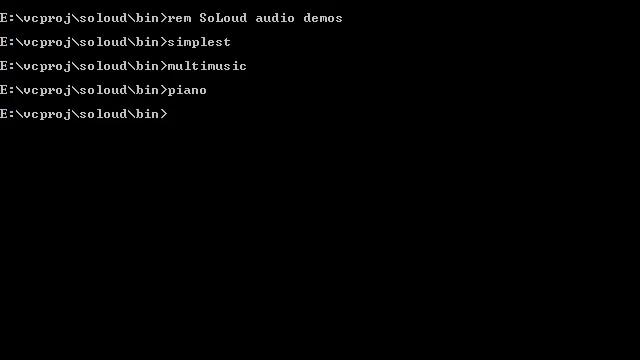 E:\vcproj\soloud\bin>rem SoLoud audio demos
E:\vcproj\soloud\bin>simplest
E:\vcproj\soloud\bin>multimusic
E:\vcproj\soloud\bin>piano
E:\vcproj\soloud\bin>